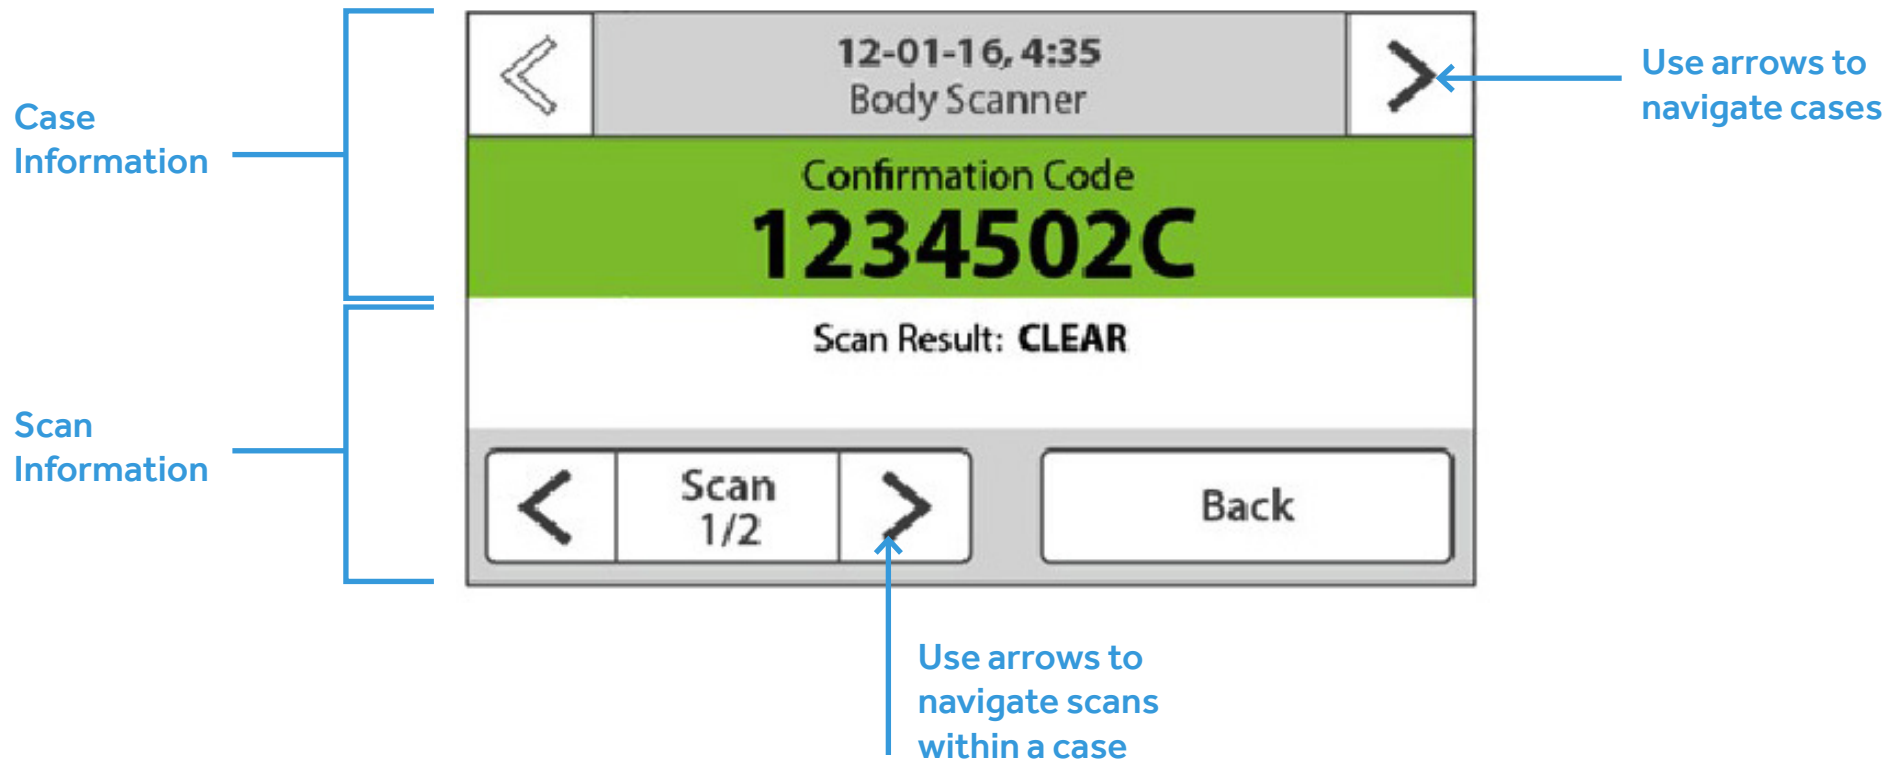 12-01-16, 4:35
Body Scanner
Use arrows to
navigate cases
Case
Information
Confirmation Code
1234502C
Scan Result: CLEAR
Scan
Information
Scan
1/2
Back
Use arrows to
navigate scans
within a case